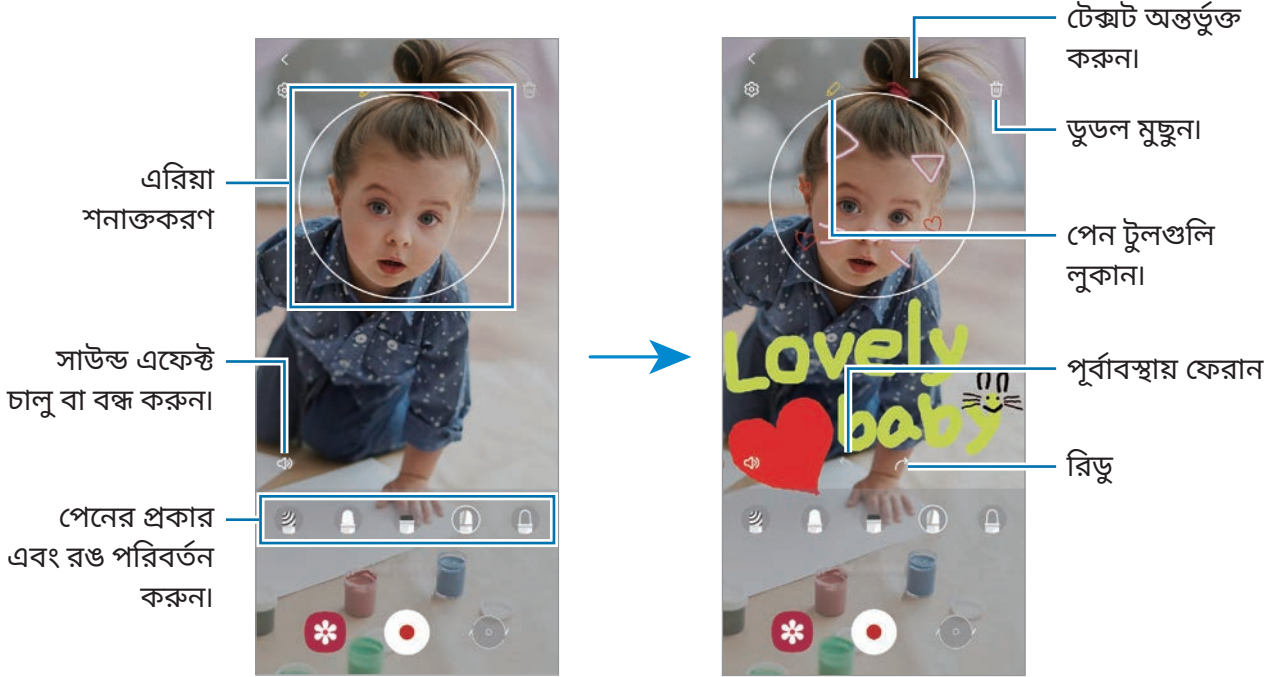 এরিয়া
শনাক্তকরণ
সাউন্ড এফেক্ট
চালু বা বন্ধ করুন।
পেনের প্রকার
এবং রঙ পরিবর্তন
করুন।
টেক্সট অন্তর্ভুক্ত
করুন।
ডুডল মুছুন।
পেন টুলগুলি
লুকান।
পূর্বাবস্থায় ফেরান
রিডু
Lovely
baby